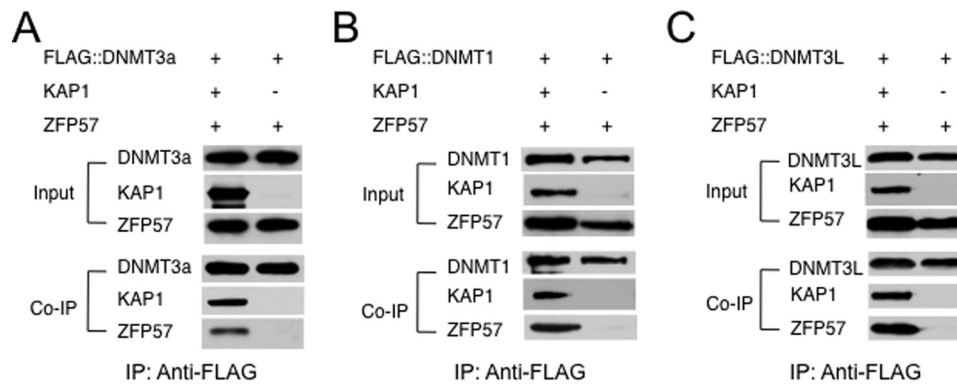 A
FLAG::DNMT3a + +
KAP1 + -
ZFP57 + +
Input
DNMT3a
KAP1
ZFP57
Co-IP
DNMT3a
KAP1
ZFP57
IP: Anti-FLAG
B
FLAG::DNMT1 + +
KAP1 + -
ZFP57 + +
Input
DNMT1
KAP1
ZFP57
Co-IP
DNMT1
KAP1
ZFP57
IP: Anti-FLAG
C
FLAG::DNMT3L + +
KAP1 + -
ZFP57 + +
Input
DNMT3L
KAP1
ZFP57
Co-IP
DNMT3L
KAP1
ZFP57
IP: Anti-FLAG